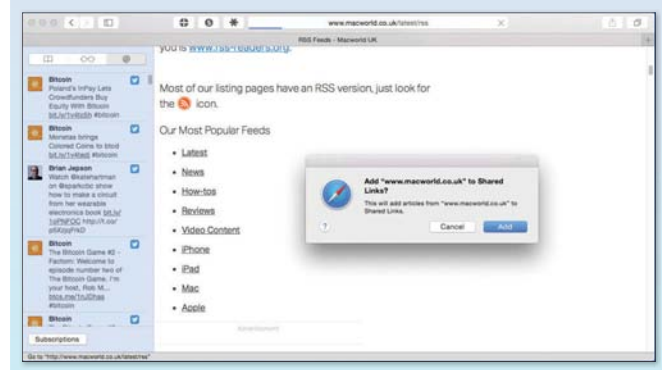 www.macworld.co.uk/latest/rss
RSS Feeds - Macworld UK
you is www.rss-readers.org.
Most of our listing pages have an RSS version, just look for
the icon.
Our Most Popular Feeds
• Latest
• News
• How-tos
• Reviews
• Video Content
• iPhone
• iPad
• Mac
• Apple
Advertisement
Bitcoin
Poland's InPay Lets
Crowdfunders Buy
Equity With Bitcoin
#bitcoin
Bitcoin
Monetas brings
Colored Coins to
#bitcoin
Brian Jepson
Watch @katehartman
on @sparkcbc show
how to make a circuit
from her wearable
electronics book bit.ly/
Bitcoin
The Bitcoin Game #2 -
Factom: Welcome to
episode number two of
The Bitcoin Game. I'm
your host, Rob M...
#bitcoin
Bitcoin
Subscriptions
Go to "http://www.macworld.co.uk/latest/rss"
Add "www.macworld.co.uk" to Shared
Links?
This will add articles from "www.macworld.co.uk" to
Shared Links.
?
Cancel
Add